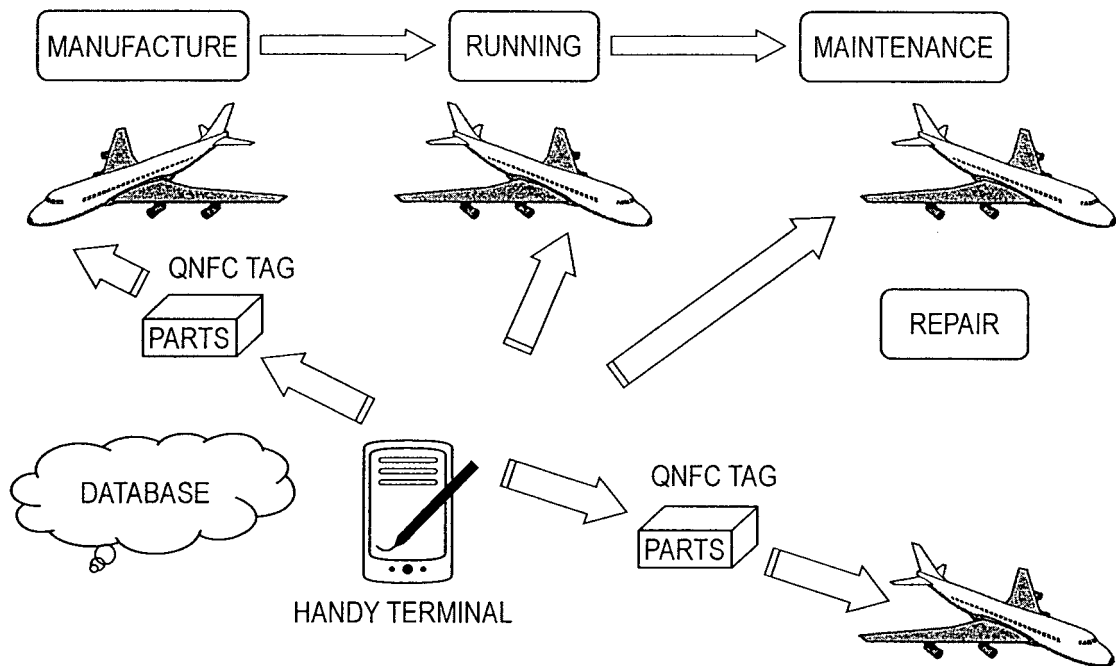 MANUFACTURE
RUNNING
MAINTENANCE
QNFC TAG
PARTS
REPAIR
DATABASE
QNFC TAG
PARTS
HANDY TERMINAL